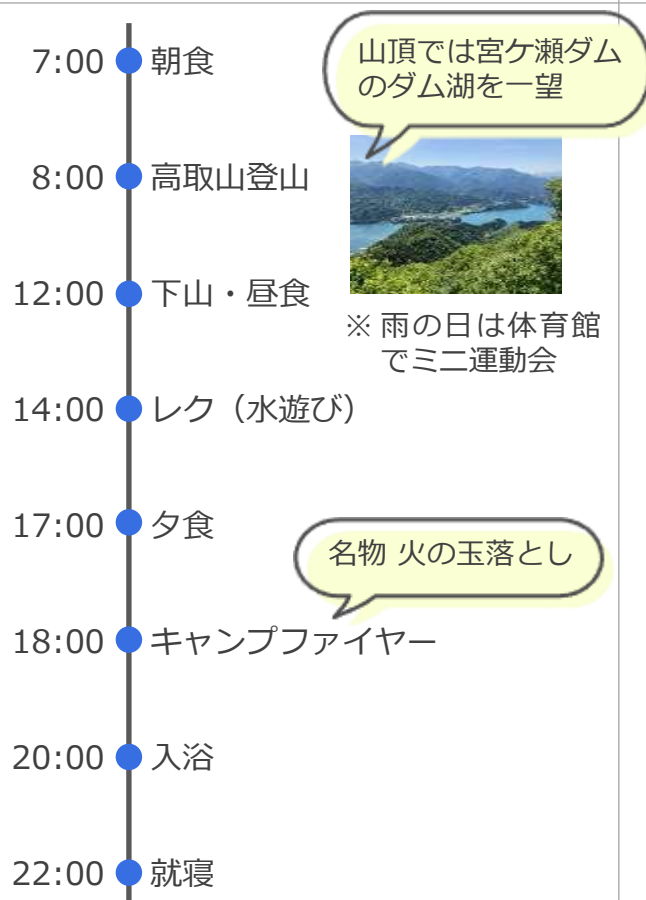 7:00 朝食
山頂では宮ケ瀬ダム
のダム湖を一望
8:00 高取山登山
12:00 下山・昼食
※ 雨の日は体育館
でミニ運動会
14:00 レク（水遊び）
17:00 夕食
名物 火の玉落とし
18:00 キャンプファイヤー
20:00 入浴
22:00 就寝